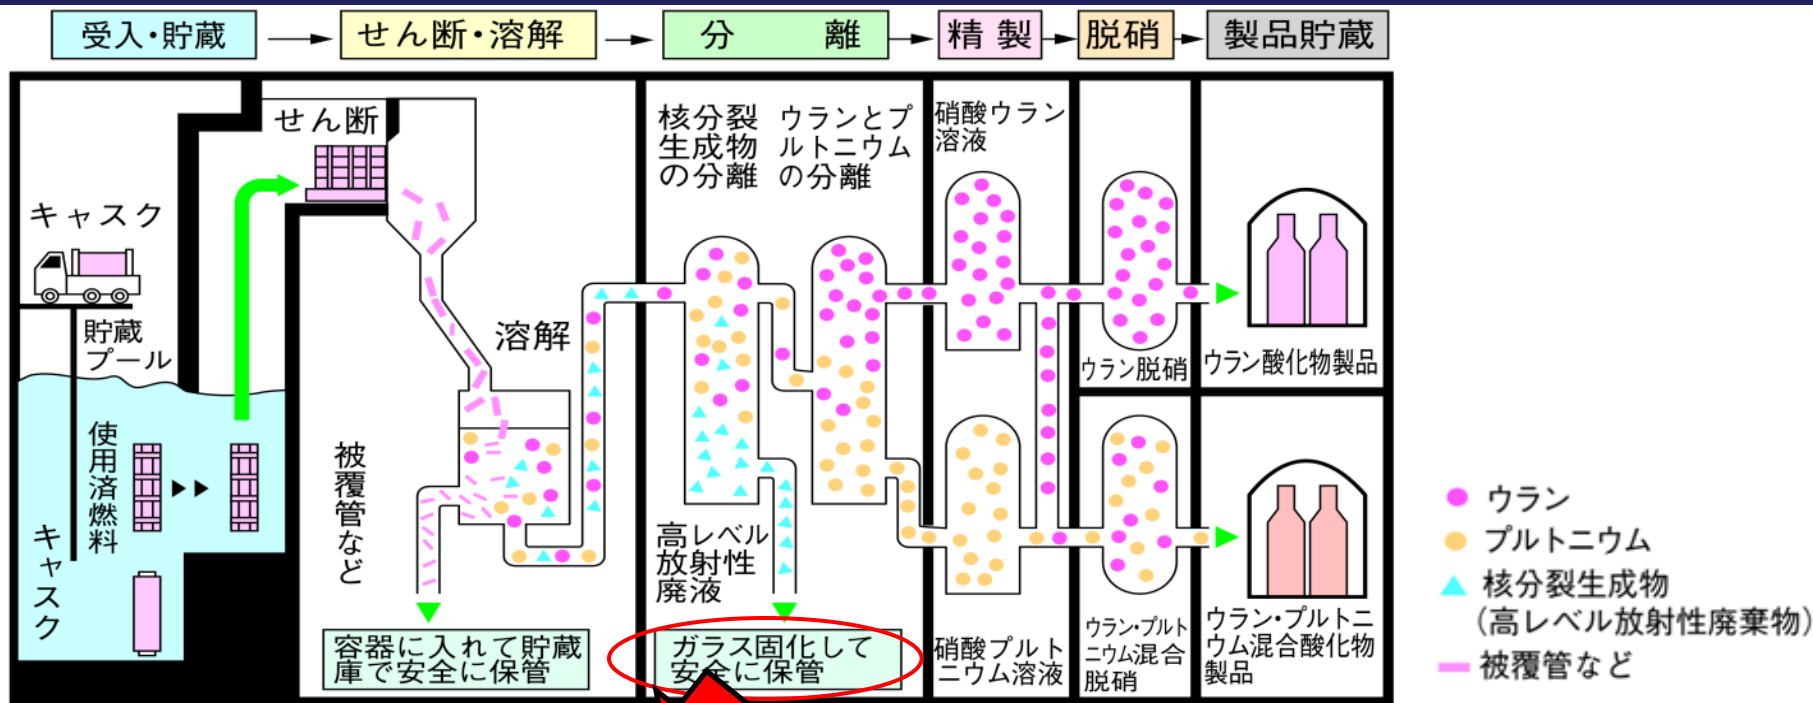 受入・貯蔵
せん断・溶解
分　離
精 製
脱硝
製品貯蔵
せん断
キャスク
貯蔵
プール
使用済燃料
キャスク
被覆管など
溶解
容器に入れて貯蔵
庫で安全に保管
核分裂
生成物
の分離
ウランとプ
ルトニウム
の分離
高レベル
放射性
廃液
ガラス固化して
安全に保管
硝酸ウラン
溶液
硝酸プルト
ニウム溶液
ウラン脱硝
ウラン・プルト
ニウム混合
脱硝
ウラン酸化物製品
ウラン・プルトニ
ウム混合酸化物
製品
ウラン
プルトニウム
核分裂生成物
(高レベル放射性廃棄物)
被覆管など